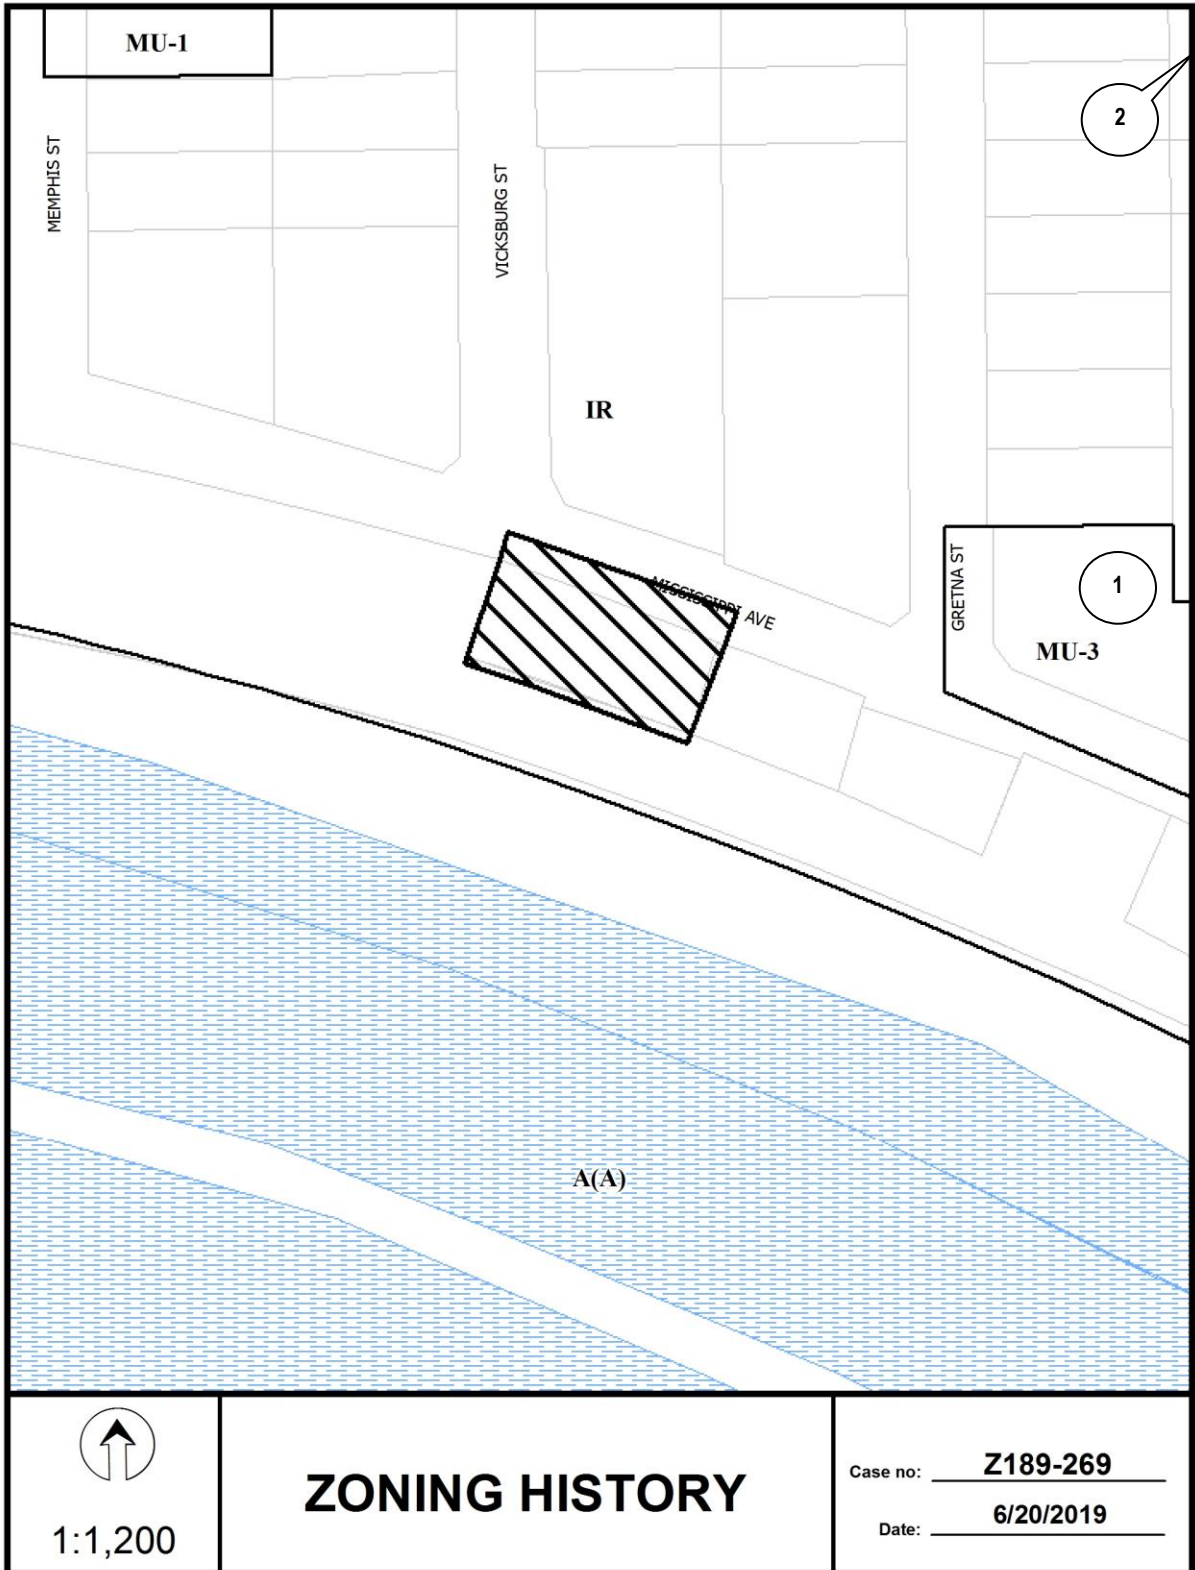 MU-1
2
MEMPHIS ST
VICKSBURG ST
IR
MISSISSIPPI AVE
GRETNA ST
1
MU-3
A(A)
1:1,200
ZONING HISTORY
Case no: Z189-269
Date: 6/20/2019